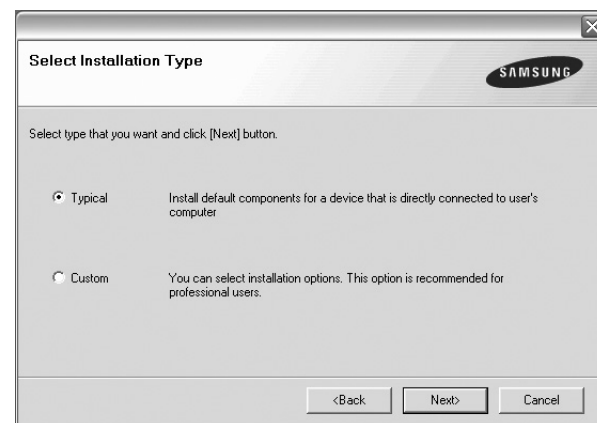 Select Installation Type
SAMSUNG
Select type that you want and click [Next] button.
Typical
Install default components for a device that is directly connected to user's
computer
Custom
You can select installation options. This option is recommended for
professional users.
<Back
Next>
Cancel